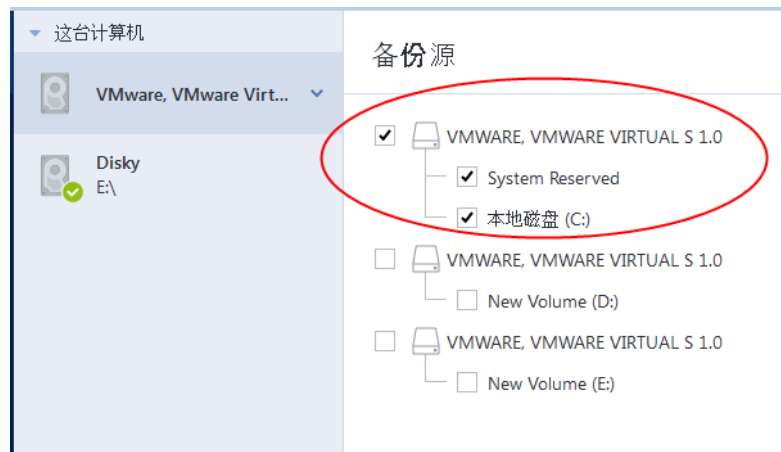 这台计算机
VMware, VMware Virt...
Disky
E:\
备份源
VMWARE, VMWARE VIRTUAL S 1.0
System Reserved
本地磁盘 (C:)
VMWARE, VMWARE VIRTUAL S 1.0
New Volume (D:)
VMWARE, VMWARE VIRTUAL S 1.0
New Volume (E:)